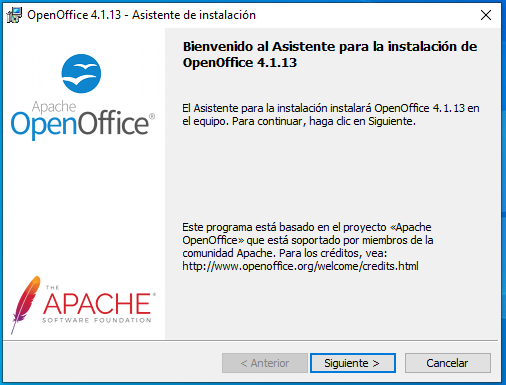 OpenOffice 4.1.13 - Asistente de instalación
Bienvenido al Asistente para la instalación de
OpenOffice 4.1.13
Apache
OpenOffice®
El Asistente para la instalación instalará OpenOffice 4.1.13 en
el equipo. Para continuar, haga clic en Siguiente.
Este programa está basado en el proyecto «Apache
OpenOffice» que está soportado por miembros de la
comunidad Apache. Para los créditos, vea:
http://www.openoffice.org/welcome/credits.html
THE
APACHE®
SOFTWARE FOUNDATION
< Anterior
Siguiente >
Cancelar